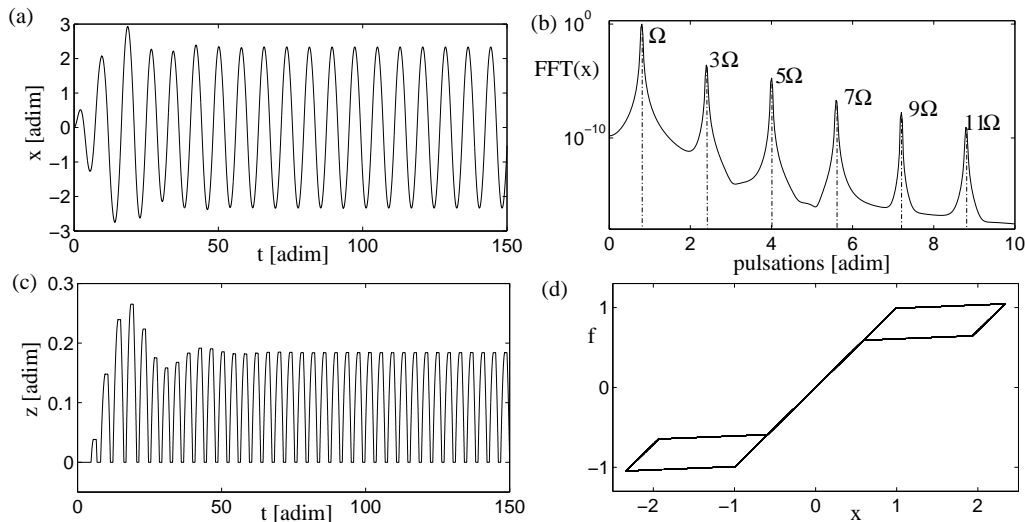 (a)
3
2
1
0
−1
−2
−3
x [adim]
0
50
100
150
t [adim]
(b)
10^0
10^−10
FFT(x)
Ω
3Ω
5Ω
7Ω
9Ω
11Ω
0
2
4
6
8
10
pulsations [adim]
(c)
0.3
0.2
0.1
0
z [adim]
0
50
100
150
t [adim]
(d)
1
0
−1
f
−2
−1
0
1
2
x